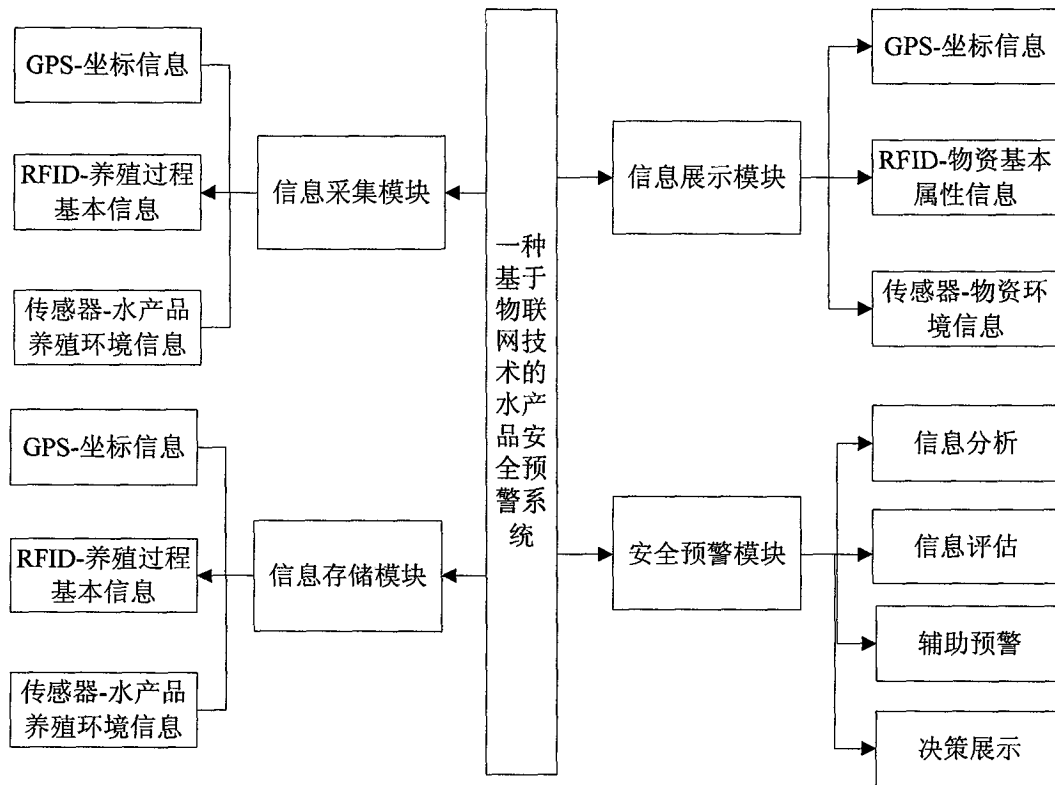 GPS-坐标信息
RFID-养殖过程
基本信息
传感器-水产品
养殖环境信息
信息采集模块
GPS-坐标信息
RFID-养殖过程
基本信息
传感器-水产品
养殖环境信息
信息存储模块
一种
基于
物联
网技
术的
水产
品安
全预
警系
统
信息展示模块
GPS-坐标信息
RFID-物资基本
属性信息
传感器-物资环
境信息
安全预警模块
信息分析
信息评估
辅助预警
决策展示